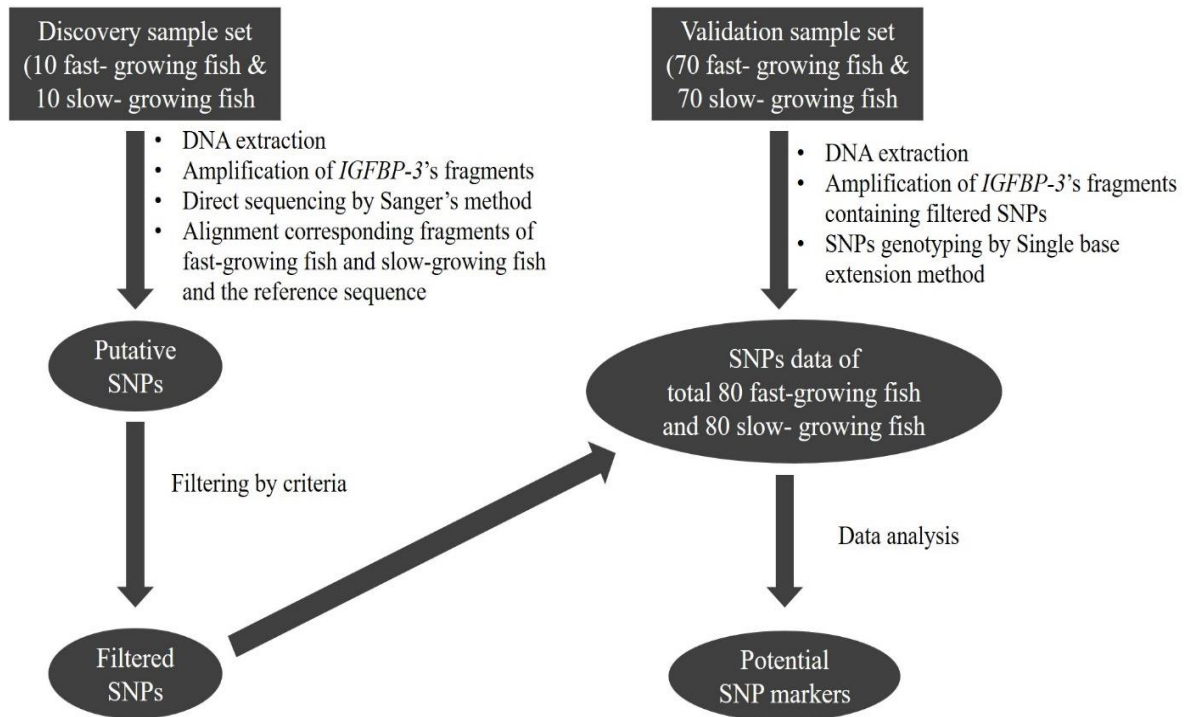 Discovery sample set
(10 fast- growing fish &
10 slow- growing fish
• DNA extraction
• Amplification of IGFBP-3's fragments
• Direct sequencing by Sanger's method
• Alignment corresponding fragments of
fast-growing fish and slow-growing fish
and the reference sequence
Putative
SNPs
Filtering by criteria
Filtered
SNPs
Validation sample set
(70 fast-growing fish &
70 slow-growing fish
• DNA extraction
• Amplification of IGFBP-3's fragments
containing filtered SNPs
• SNPs genotyping by Single base
extension method
SNPs data of
total 80 fast-growing fish
and 80 slow- growing fish
Data analysis
Potential
SNP markers